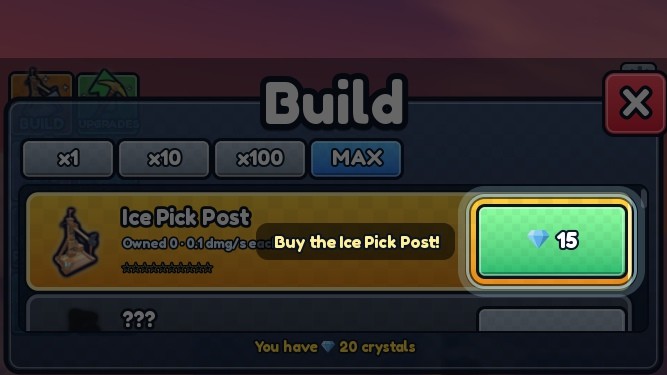 Build
BUILD
UPGRADES
x1
x10
x100
MAX
Ice Pick Post
Owned 0 · 0.1 dmg/s eac
Buy the Ice Pick Post!
15
???
You have 20 crystals